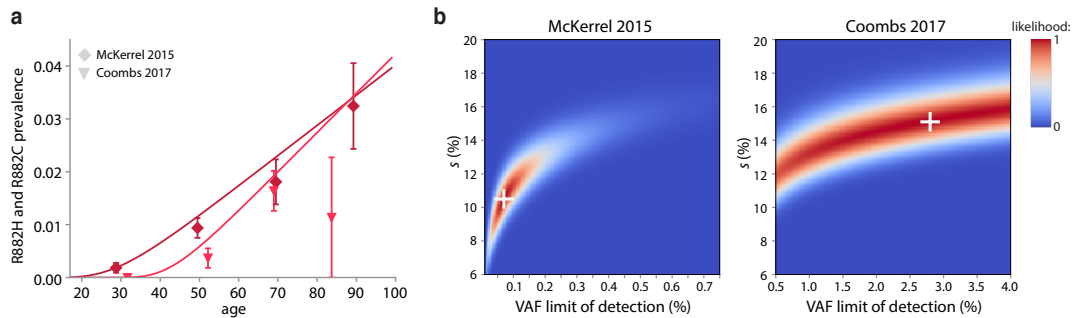 a
McKerrel 2015
Coombs 2017
R882H and R882C prevalence
0.04
0.03
0.02
0.01
0.00
20 30 40 50 60 70 80 90 100
age
b
McKerrel 2015
s (%)
20
18
16
14
12
10
8
6
0.1 0.2 0.3 0.4 0.5 0.6 0.7
VAF limit of detection (%)
Coombs 2017
s (%)
20
18
16
14
12
10
8
6
0.5 1.0 1.5 2.0 2.5 3.0 3.5 4.0
VAF limit of detection (%)
likelihood:
1
0